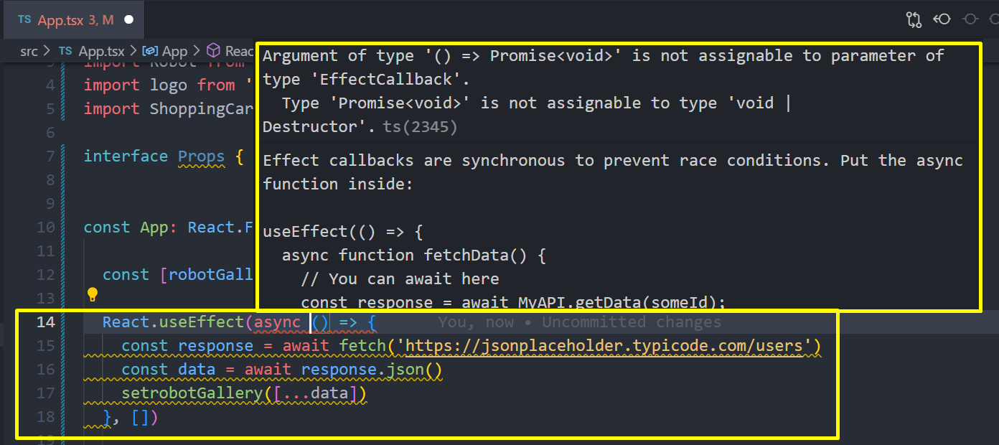 TS App.tsx 3, M
src > TS App.tsx > App > Reac
Argument of type '() => Promise<void>' is not assignable to parameter of
type 'EffectCallback'.
Type 'Promise<void>' is not assignable to type 'void |
Destructor'. ts(2345)
Effect callbacks are synchronous to prevent race conditions. Put the async
function inside:
useEffect(() => {
async function fetchData() {
// You can await here
const response = await MyAPI.getData(someId);
3 import Robot from
4 import logo from '
5 import ShoppingCar
6
7 interface Props {
8
9
10 const App: React.F
11
12 const [robotGall
13
14 React.useEffect(async () => { You, now • Uncommitted changes
15 const response = await fetch('https://jsonplaceholder.typicode.com/users')
16 const data = await response.json()
17 setrobotGallery([...data])
18 }, [])
19